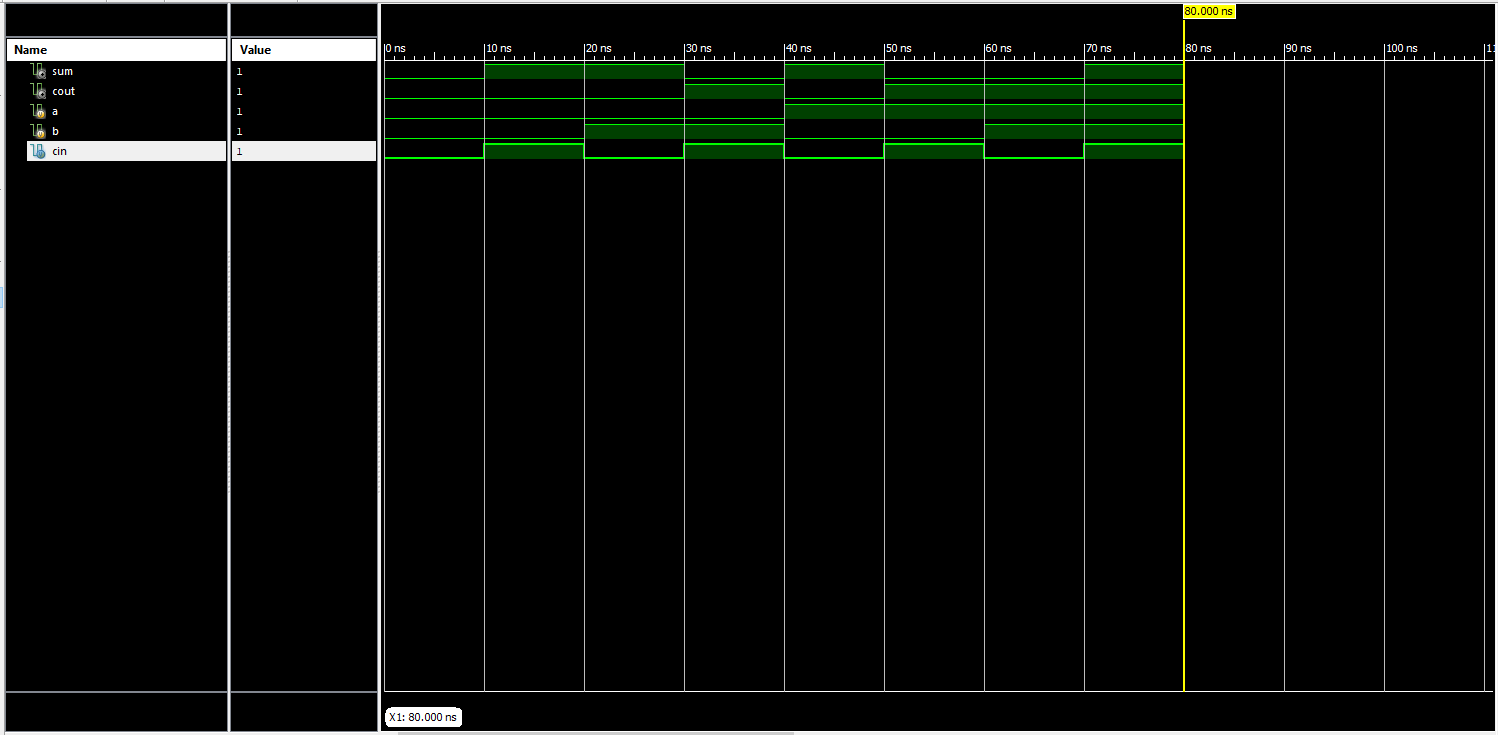 80.000 ns
Name Value
0 ns 10 ns 20 ns 30 ns 40 ns 50 ns 60 ns 70 ns 80 ns 90 ns 100 ns 11
sum 1
cout 1
a 1
b 1
cin 1
X1: 80.000 ns